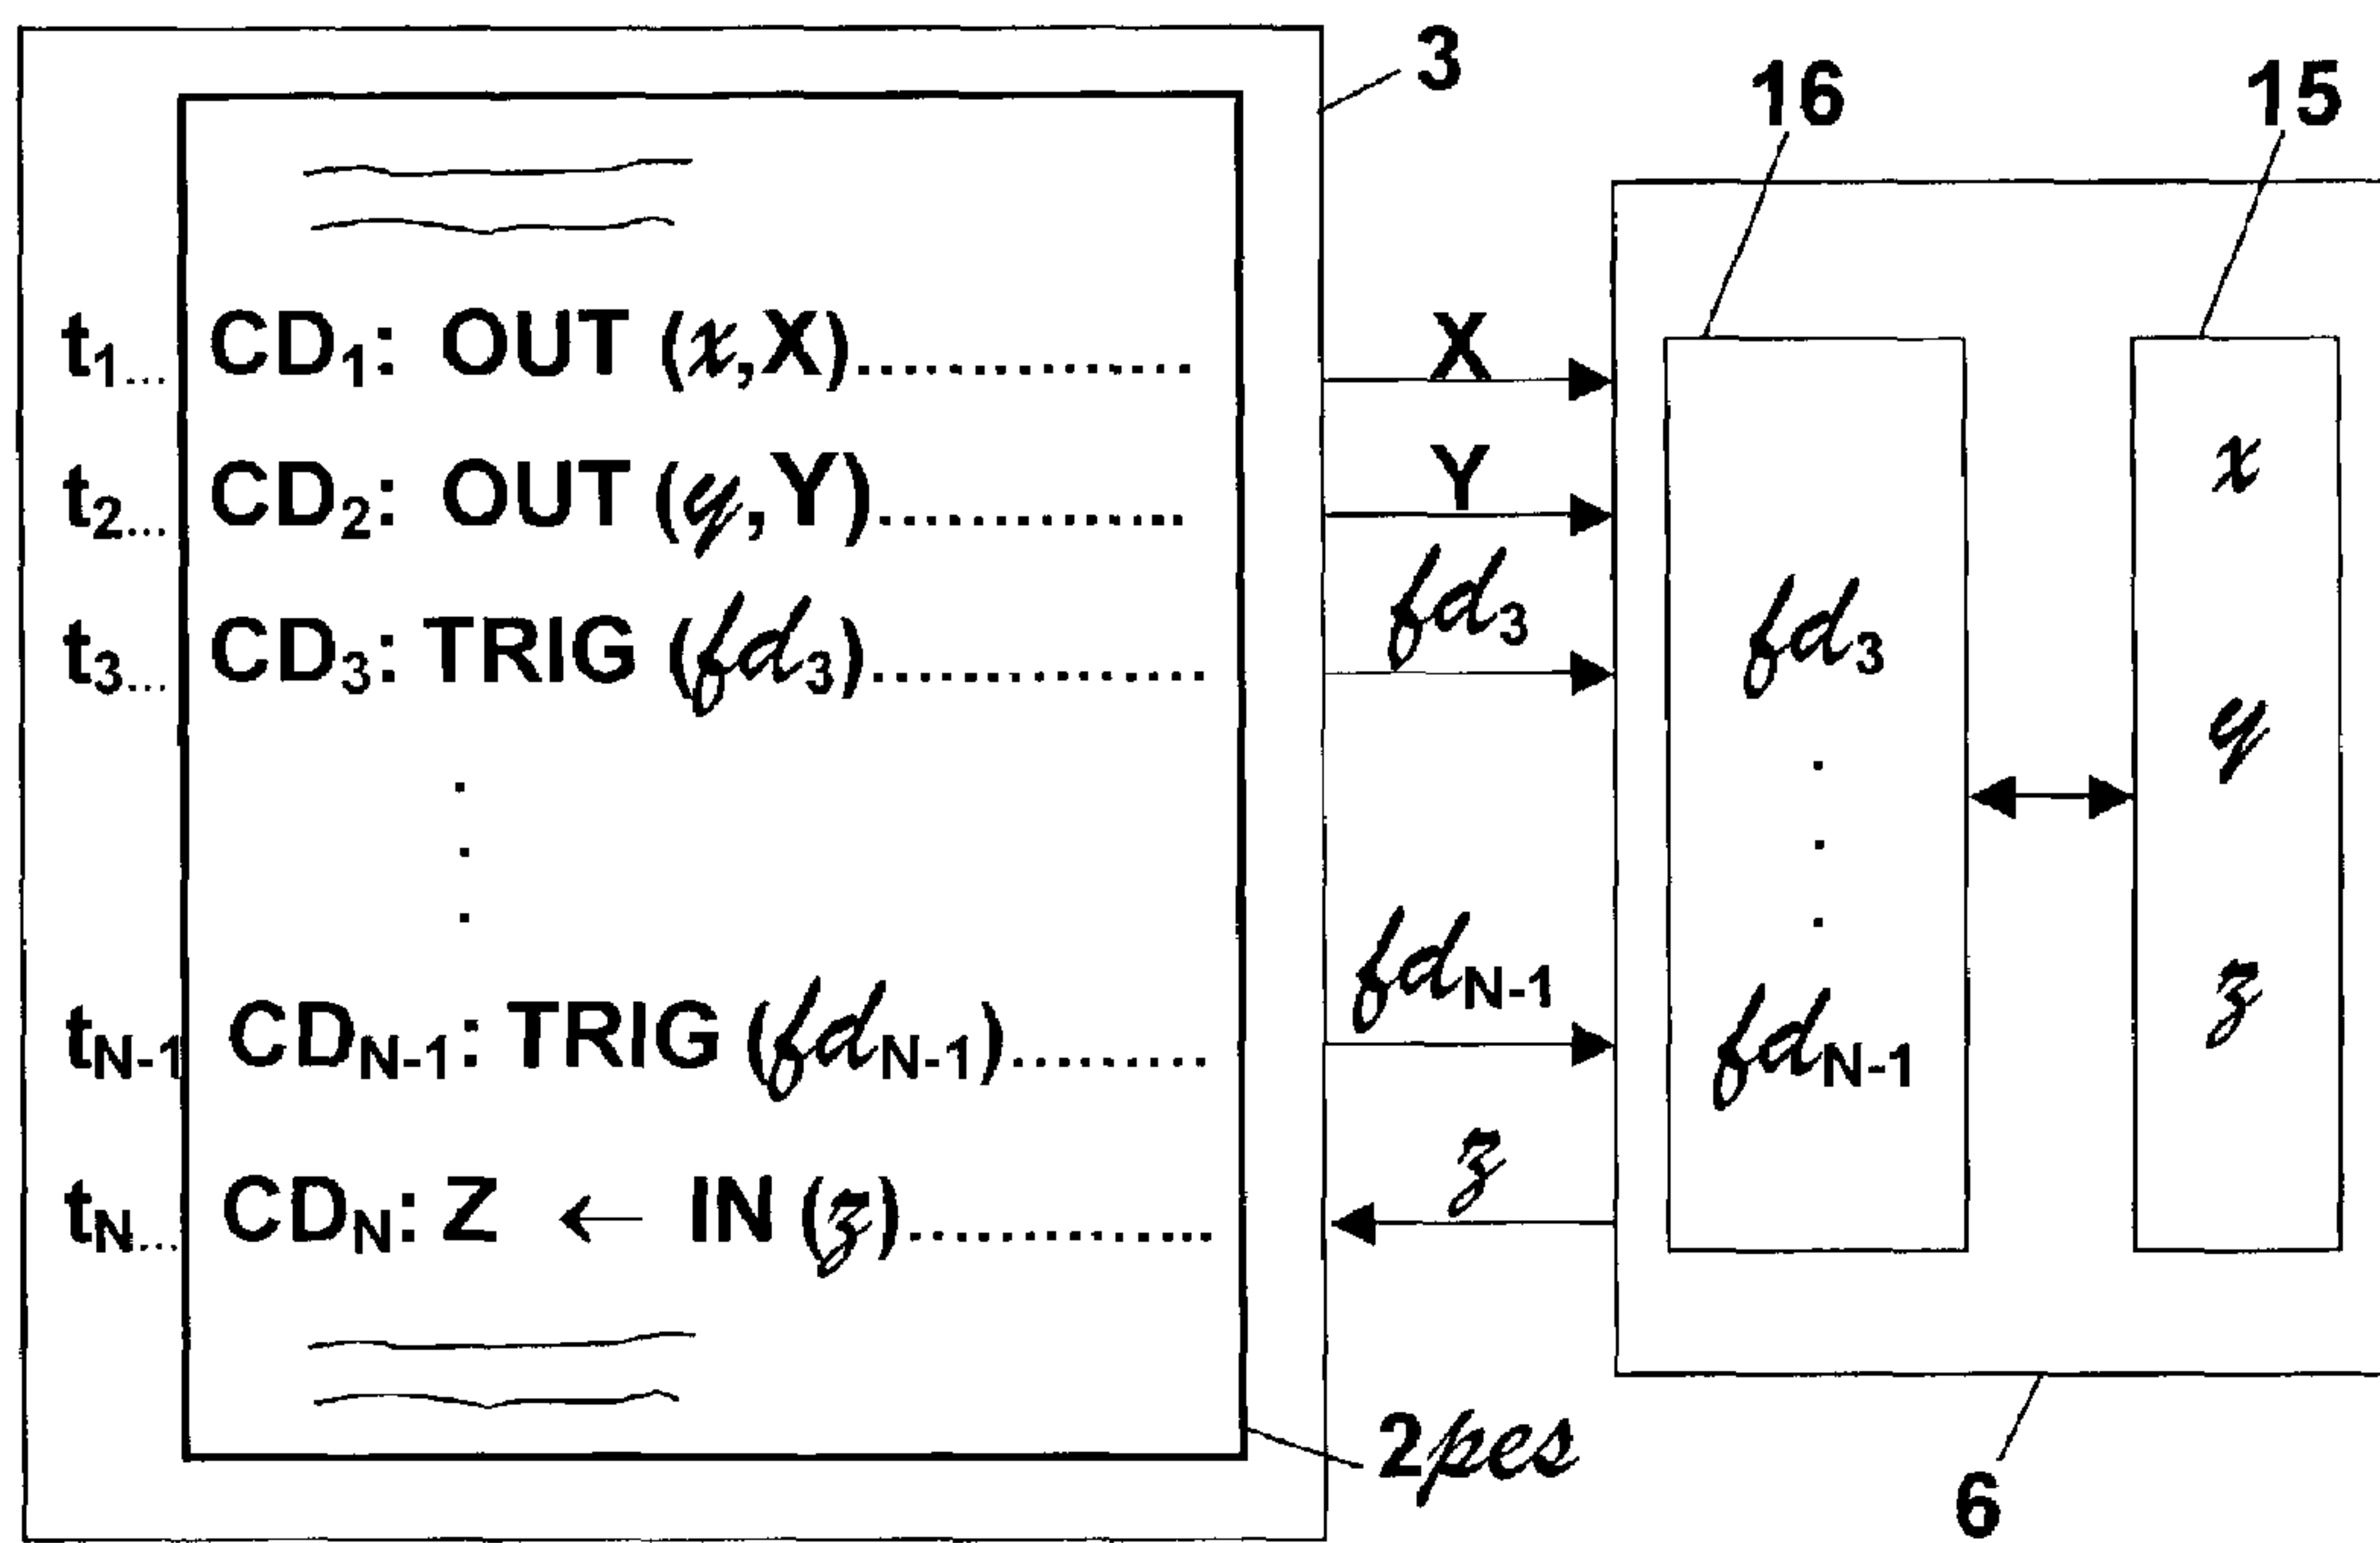 3
16
15
t1... CD1: OUT (x,X)................
X
x
t2... CD2: OUT (y,Y)...............
Y
t3... CD3: TRIG (fd3)................
fd3
fd3
y
.
.
.
tN-1 CDN-1: TRIG (fdN-1).........
fdN-1
fdN-1
z
tN... CDN: Z ← IN (z)..............
z
2pes
6